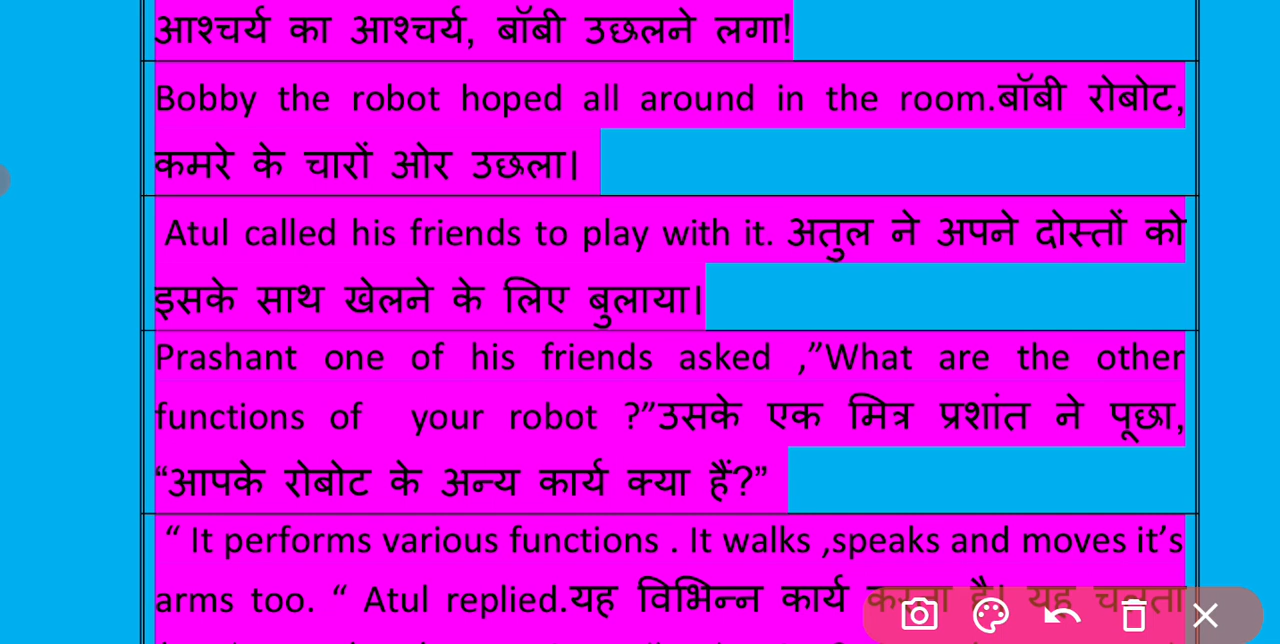 आश्चर्य का आश्चर्य, बॉबी उछलने लगा!
Bobby the robot hoped all around in the room.बॉबी रोबोट,
कमरे के चारों ओर उछला।
Atul called his friends to play with it. अतुल ने अपने दोस्तों को
इसके साथ खेलने के लिए बुलाया।
Prashant one of his friends asked ,”What are the other
functions of your robot ?”उसके एक मित्र प्रशांत ने पूछा,
“आपके रोबोट के अन्य कार्य क्या हैं?”
“ It performs various functions . It walks ,speaks and moves it’s
arms too. “ Atul replied.यह विभिन्न कार्य करता है। यह चलता